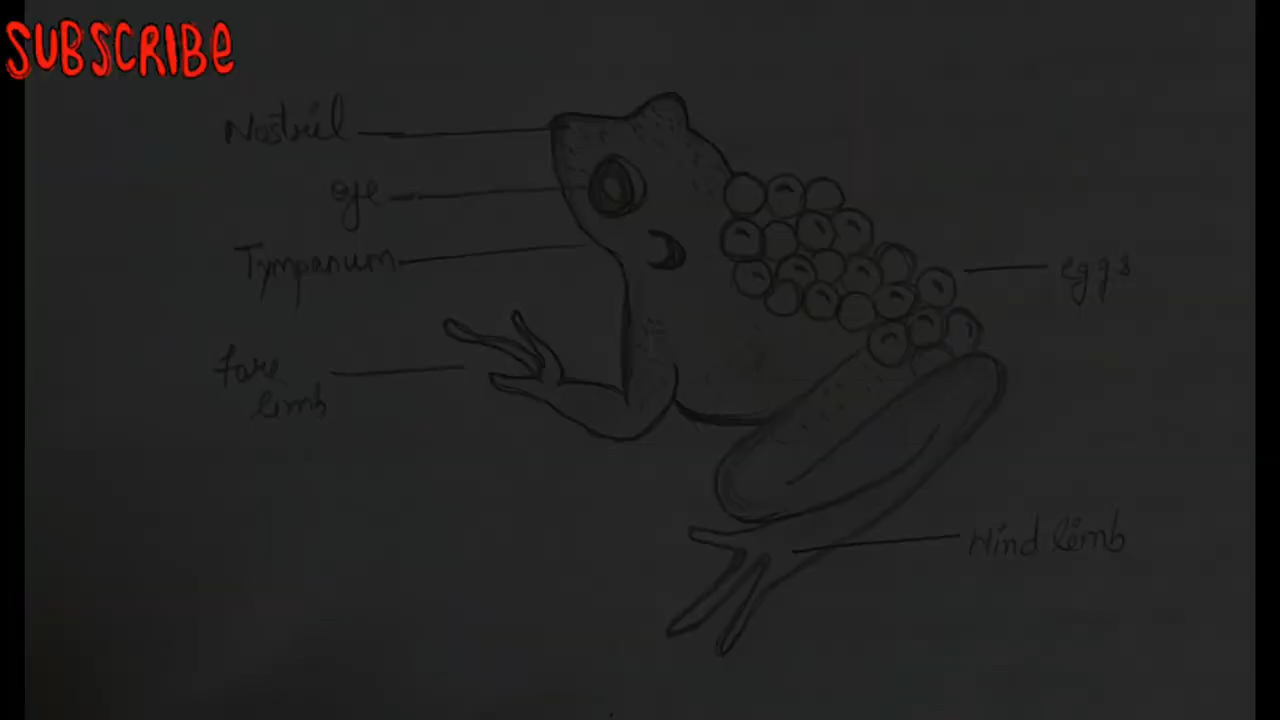 SUBSCRIBE
Nostril
eye
Tympanum
eggs
Fore
limb
Hind limb